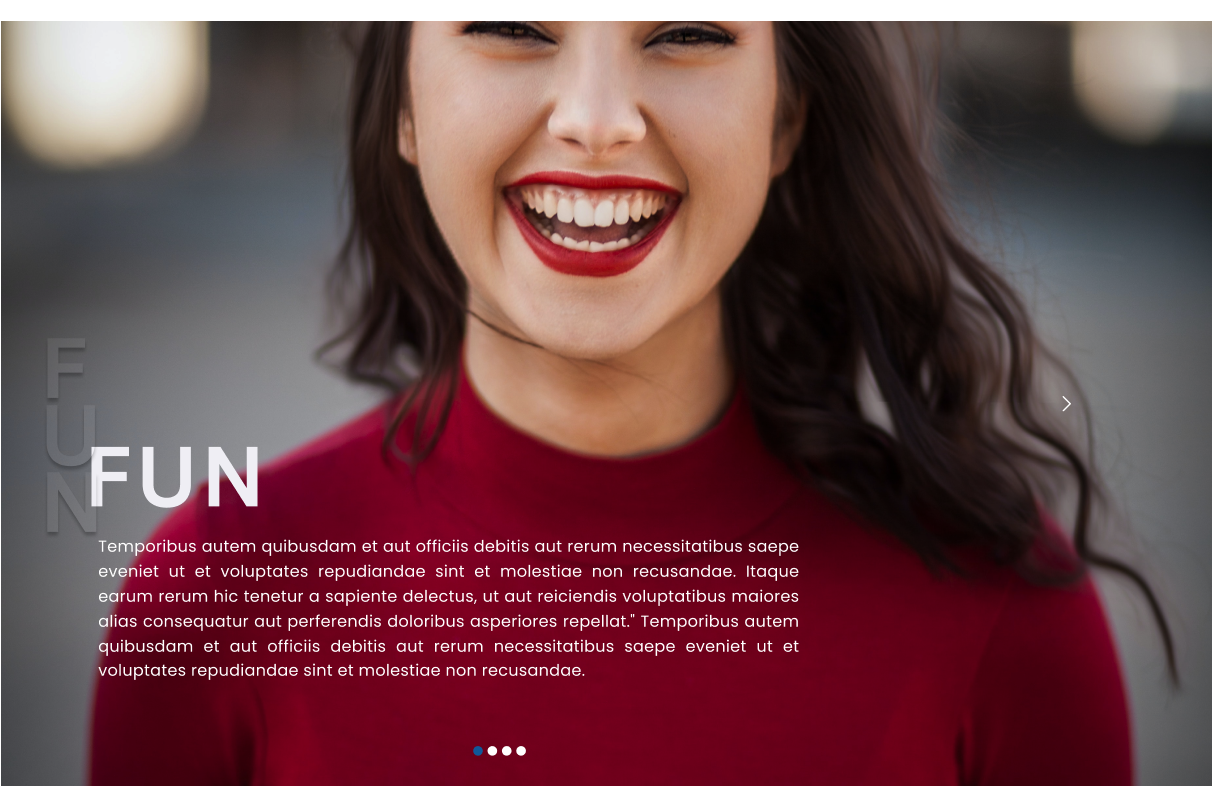 F
U
N
FUN
Temporibus autem quibusdam et aut officiis debitis aut rerum necessitatibus saepe
eveniet ut et voluptates repudiandae sint et molestiae non recusandae. Itaque
earum rerum hic tenetur a sapiente delectus, ut aut reiciendis voluptatibus maiores
alias consequatur aut perferendis doloribus asperiores repellat." Temporibus autem
quibusdam et aut officiis debitis aut rerum necessitatibus saepe eveniet ut et
voluptates repudiandae sint et molestiae non recusandae.